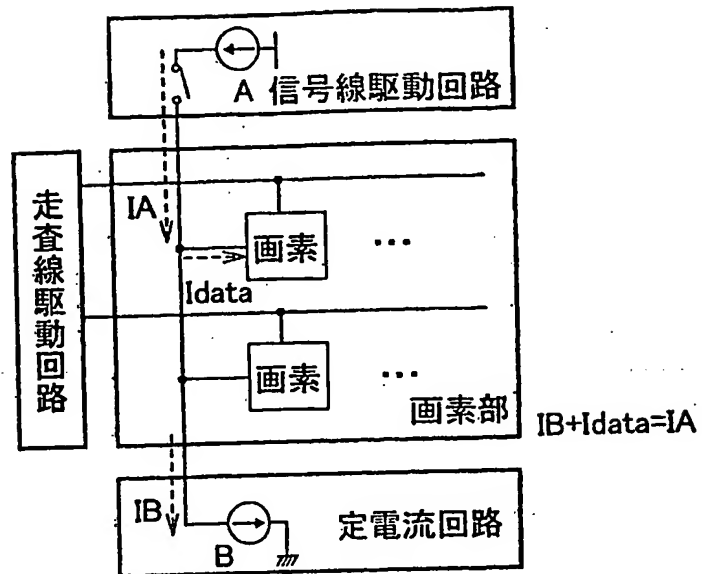 A 信号線駆動回路
走査線駆動回路
IA
画素
...
Idata
画素
...
画素部
IB+Idata=IA
IB
定電流回路
B